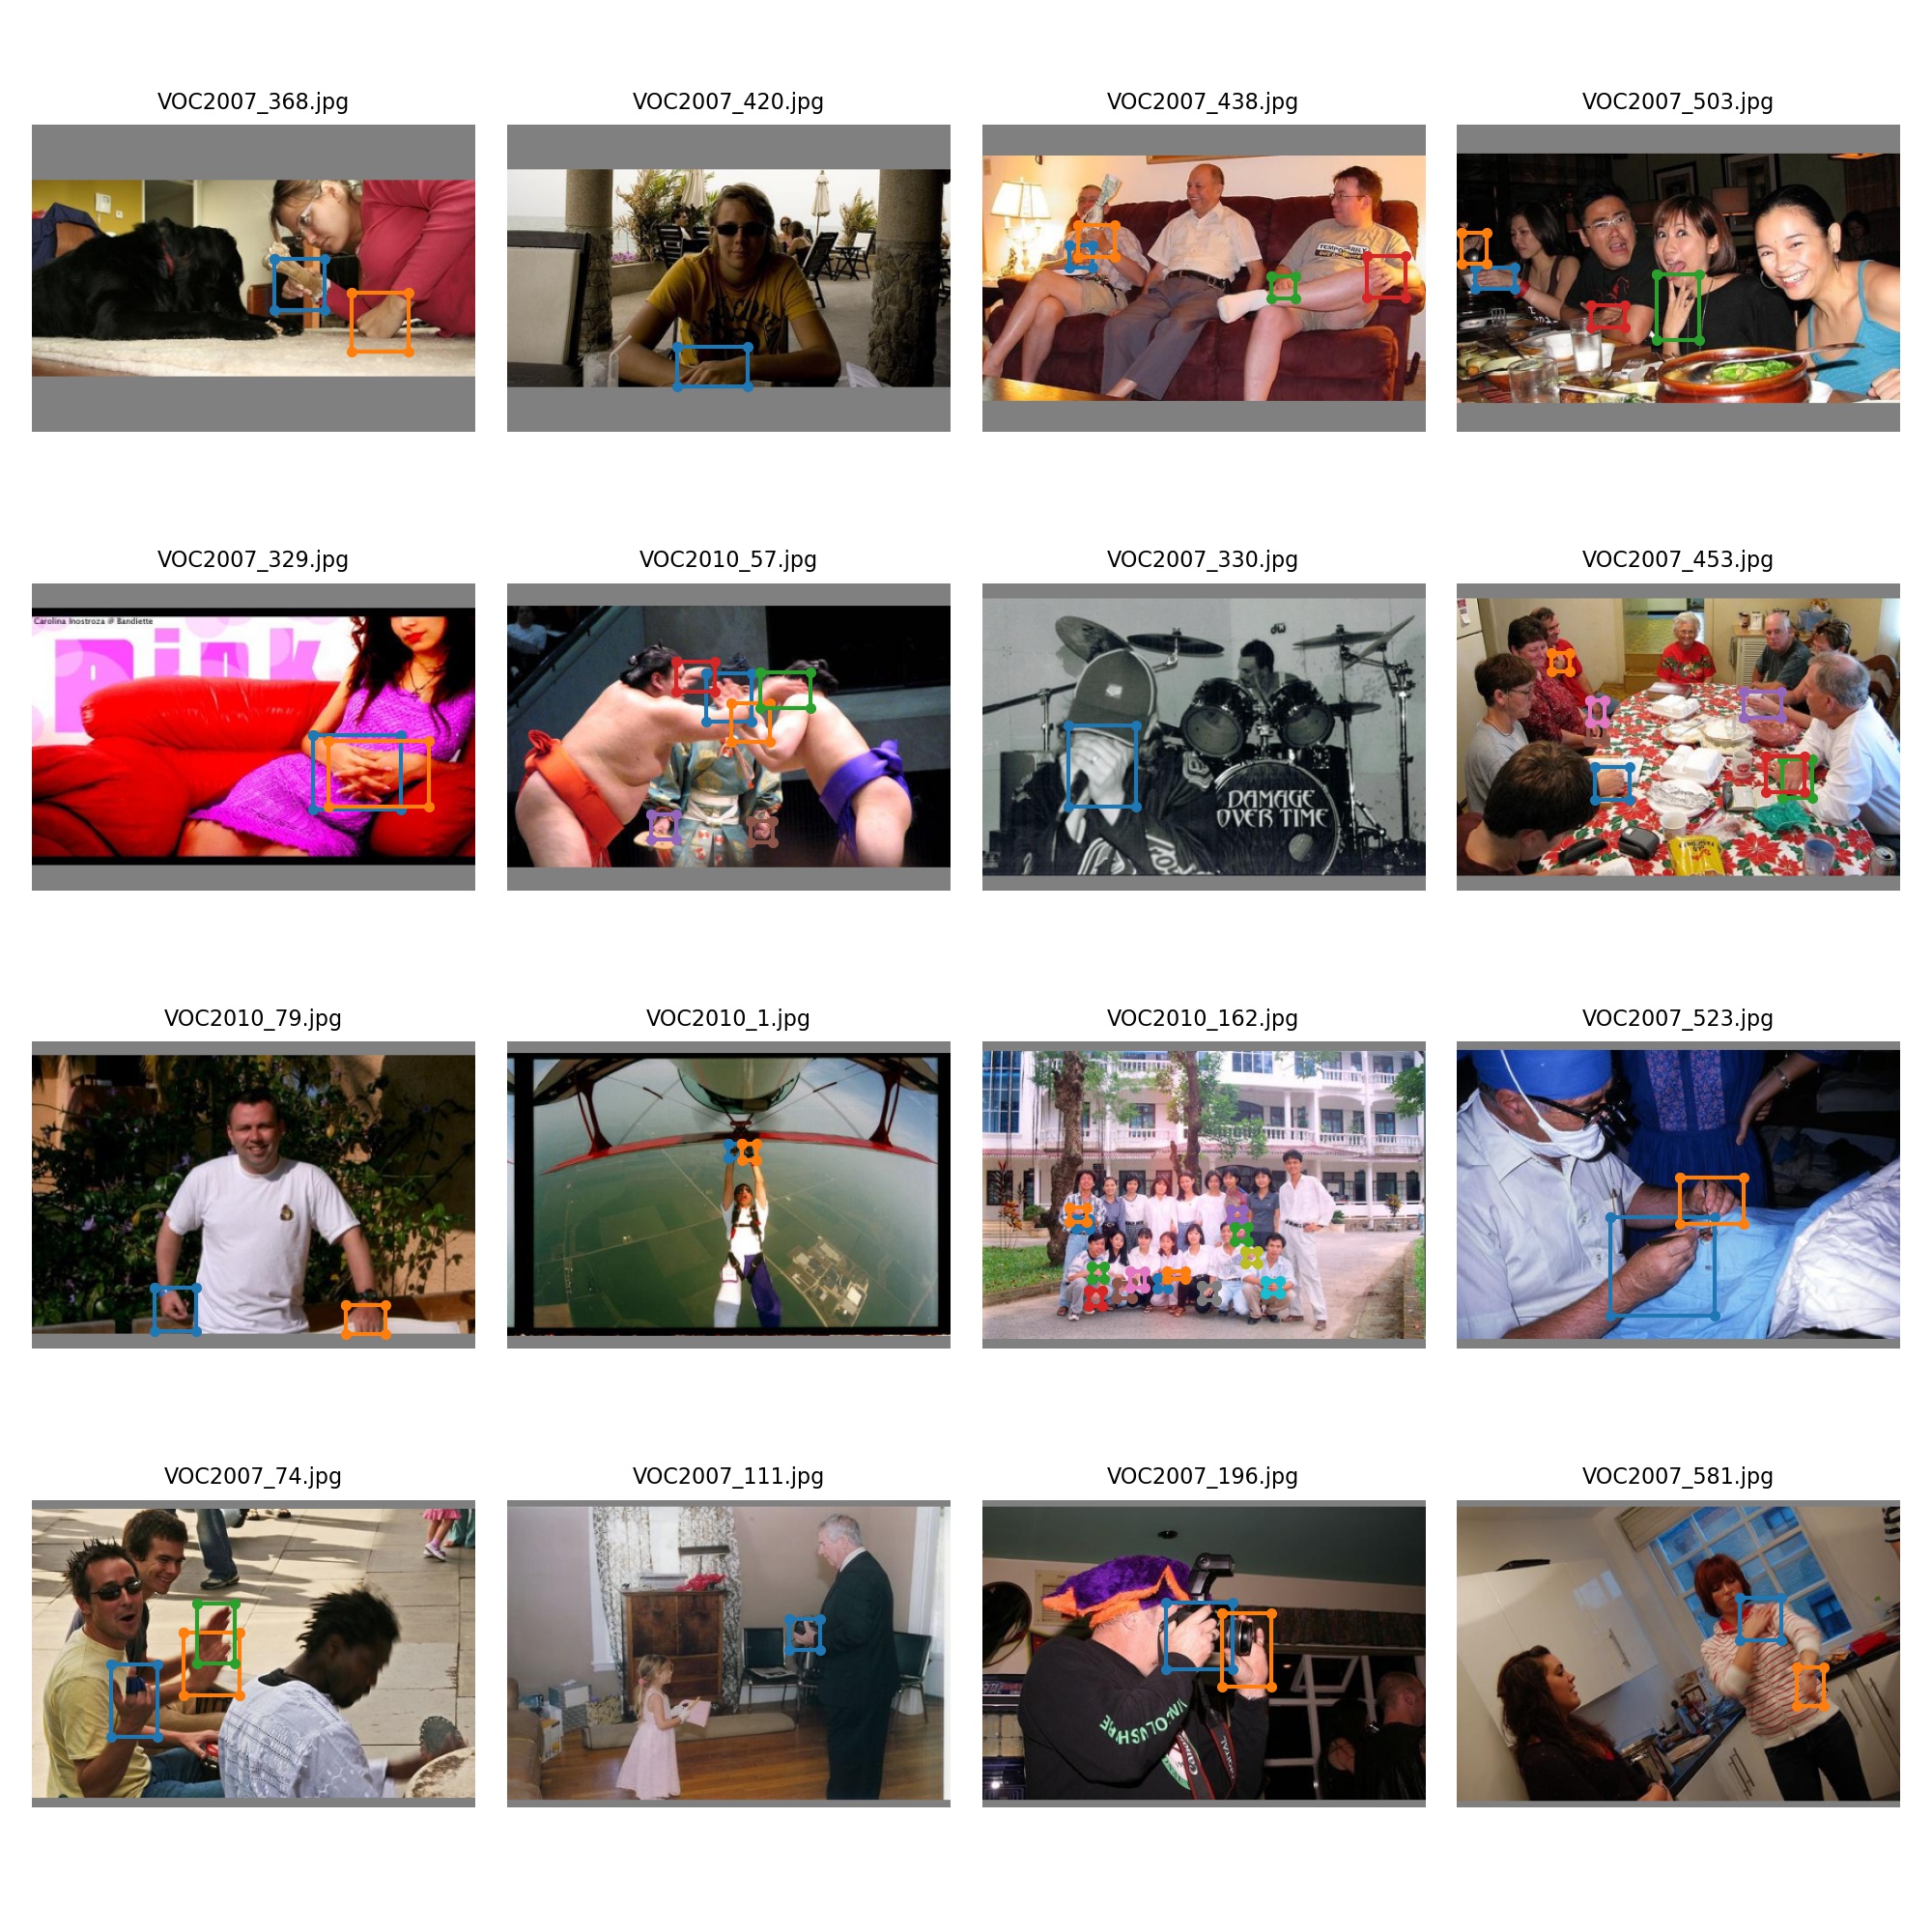 VOC2007_368.jpg
VOC2007_420.jpg
VOC2007_438.jpg
VOC2007_503.jpg
TEMPORARILY
VOC2007_329.jpg
VOC2010_57.jpg
VOC2007_330.jpg
VOC2007_453.jpg
Carolina Inostroza @ Bandiette
Pink
DAMAGE
OVER TIME
VOC2010_79.jpg
VOC2010_1.jpg
VOC2010_162.jpg
VOC2007_523.jpg
VOC2007_74.jpg
VOC2007_111.jpg
VOC2007_196.jpg
VOC2007_581.jpg